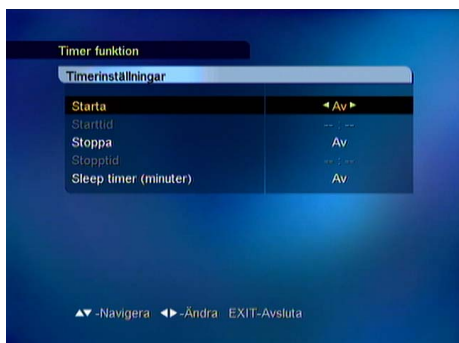 Timer funktion
Timerinställningar
Starta ◄ Av ►
Starttid -- : --
Stoppa Av
Stopptid -- : --
Sleep timer (minuter) Av
▲▼ -Navigera ◄► -Ändra EXIT-Avsluta